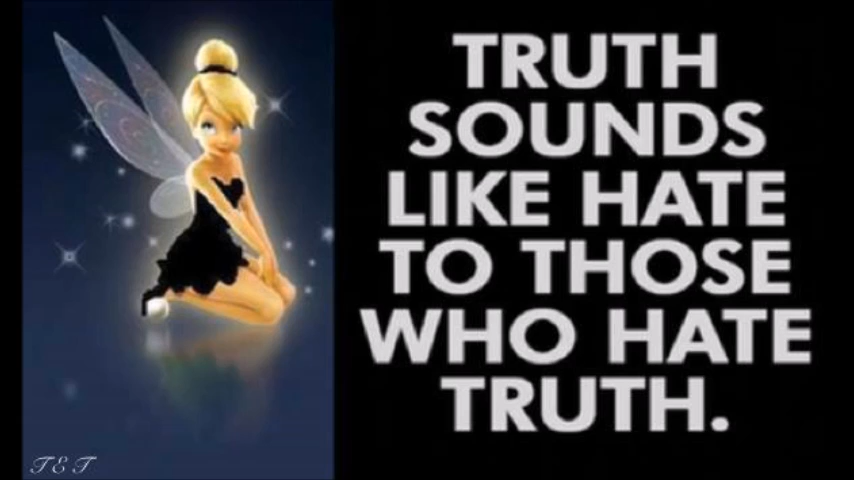 TRUTH
SOUNDS
LIKE HATE
TO THOSE
WHO HATE
TRUTH.
T&T